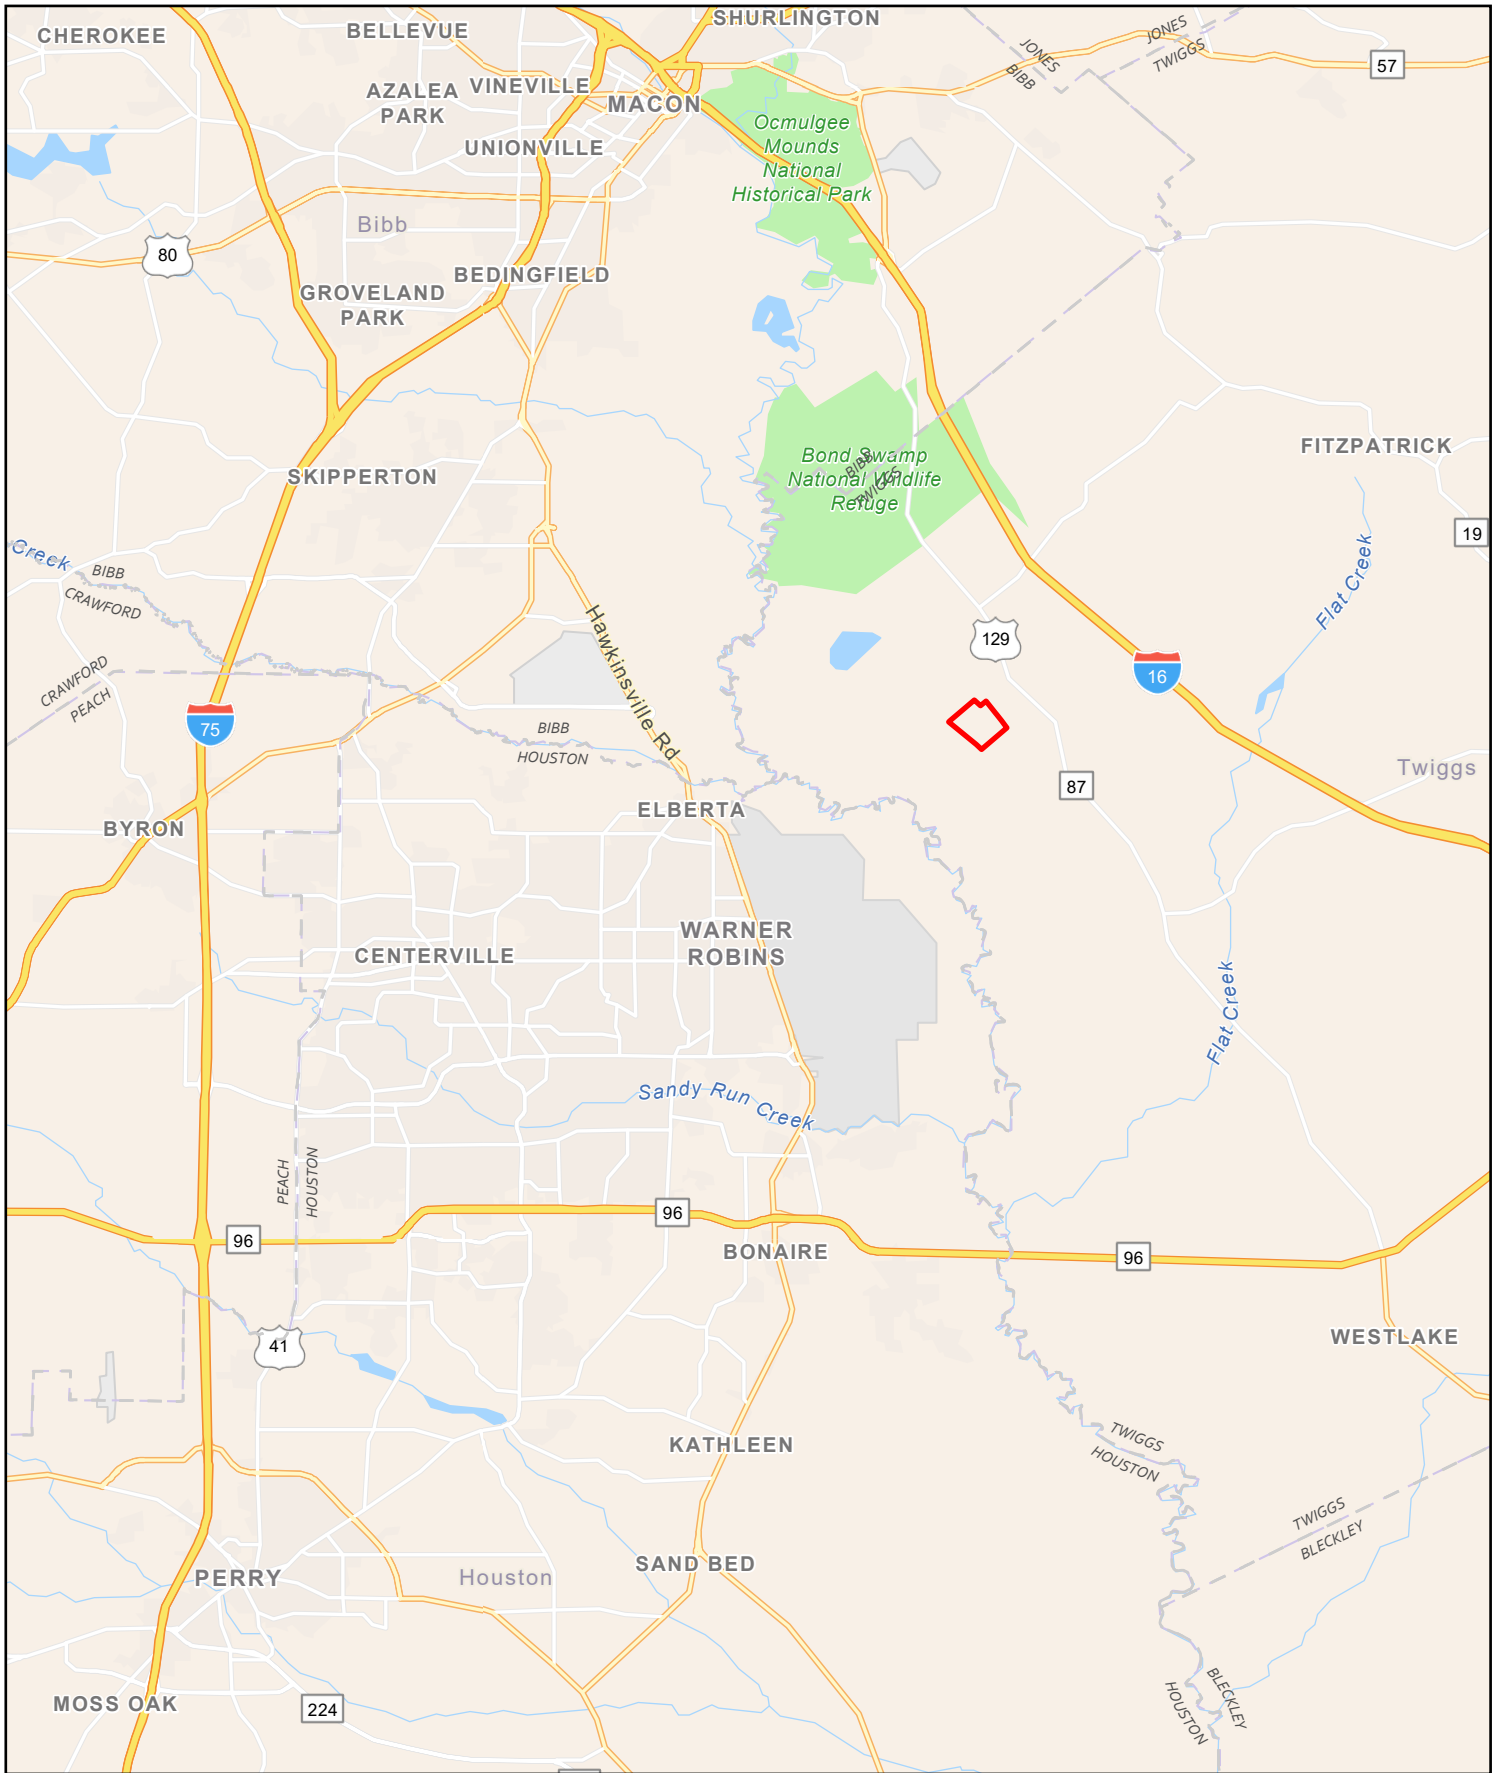 SHURLINGTON
CHEROKEE
BELLEVUE
JONES
TWIGGS
JONES
BIBB
57
AZALEA
PARK
VINEVILLE
MACON
Ocmulgee
Mounds
National
Historical Park
UNIONVILLE
Bibb
80
BEDINGFIELD
GROVELAND
PARK
FITZPATRICK
Bond Swamp
National Wildlife
Refuge
BIBB
TWIGGS
SKIPPERTON
19
Creek
BIBB
CRAWFORD
Flat Creek
Hawkinsville Rd
129
16
CRAWFORD
PEACH
75
BIBB
HOUSTON
Twiggs
87
ELBERTA
BYRON
WARNER
ROBINS
CENTERVILLE
Flat Creek
Sandy Run Creek
PEACH
HOUSTON
96
96
BONAIRE
96
41
WESTLAKE
KATHLEEN
TWIGGS
HOUSTON
TWIGGS
BLECKLEY
SAND BED
PERRY
Houston
MOSS OAK
224
BLECKLEY
HOUSTON